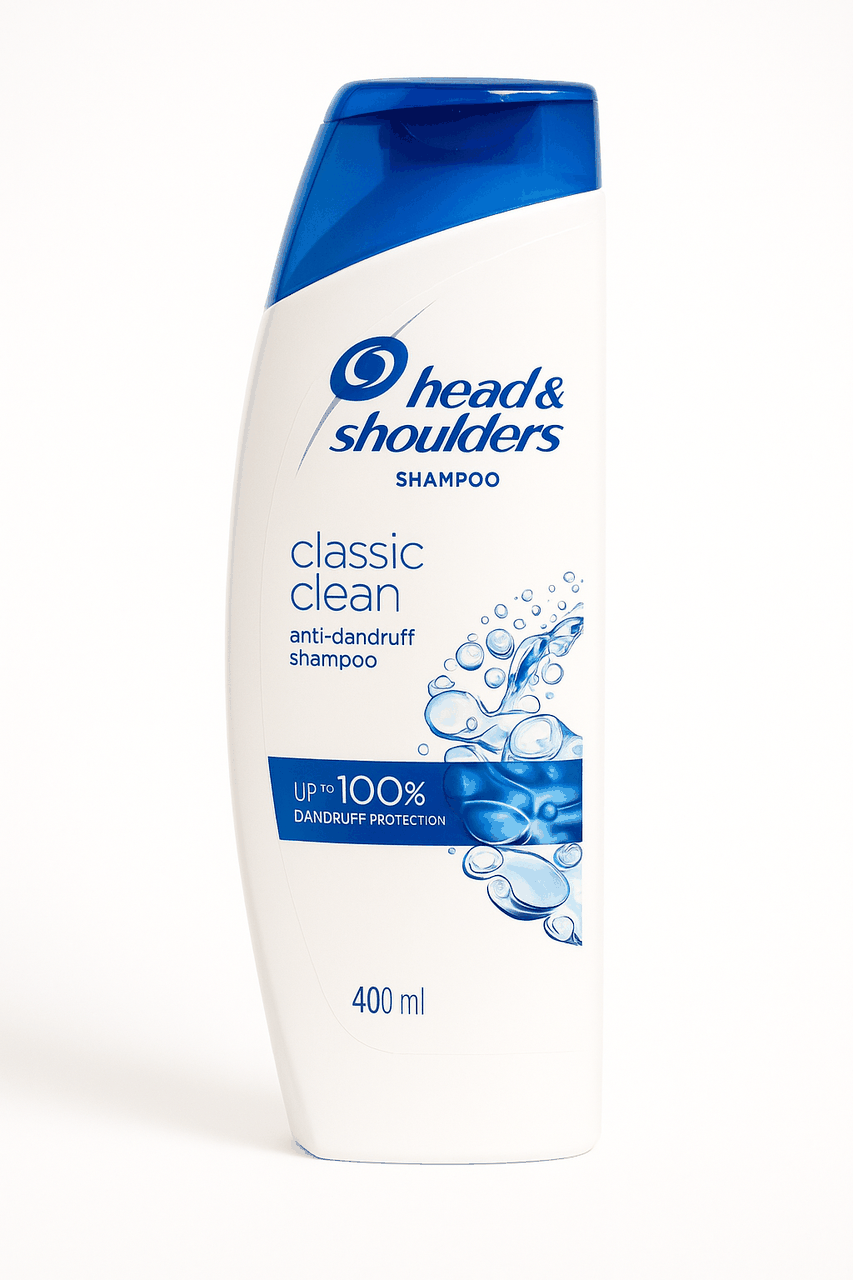 head &
shoulders
SHAMPOO
classic
clean
anti-dandruff
shampoo
UP TO 100%
DANDRUFF PROTECTION
400 ml